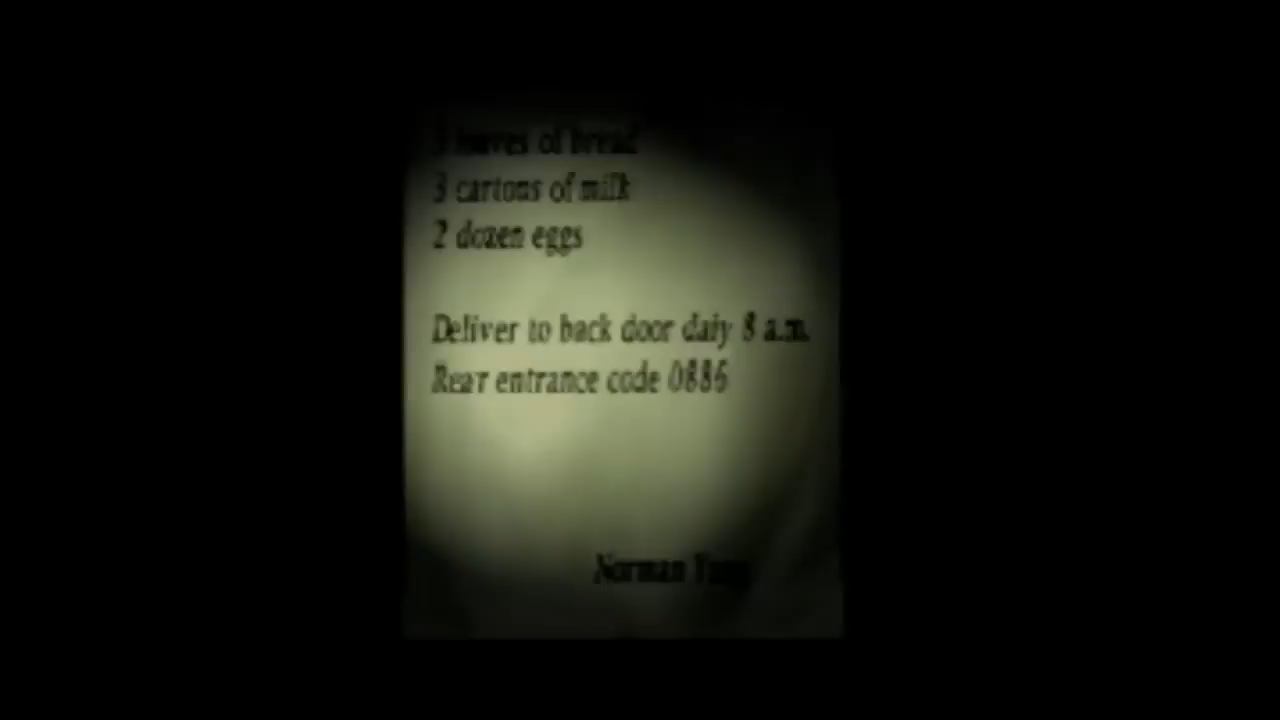 loaves of bread
3 cartons of milk
2 dozen eggs
Deliver to back door daiy 8 a.m.
Rear entrance code 0886
Norman